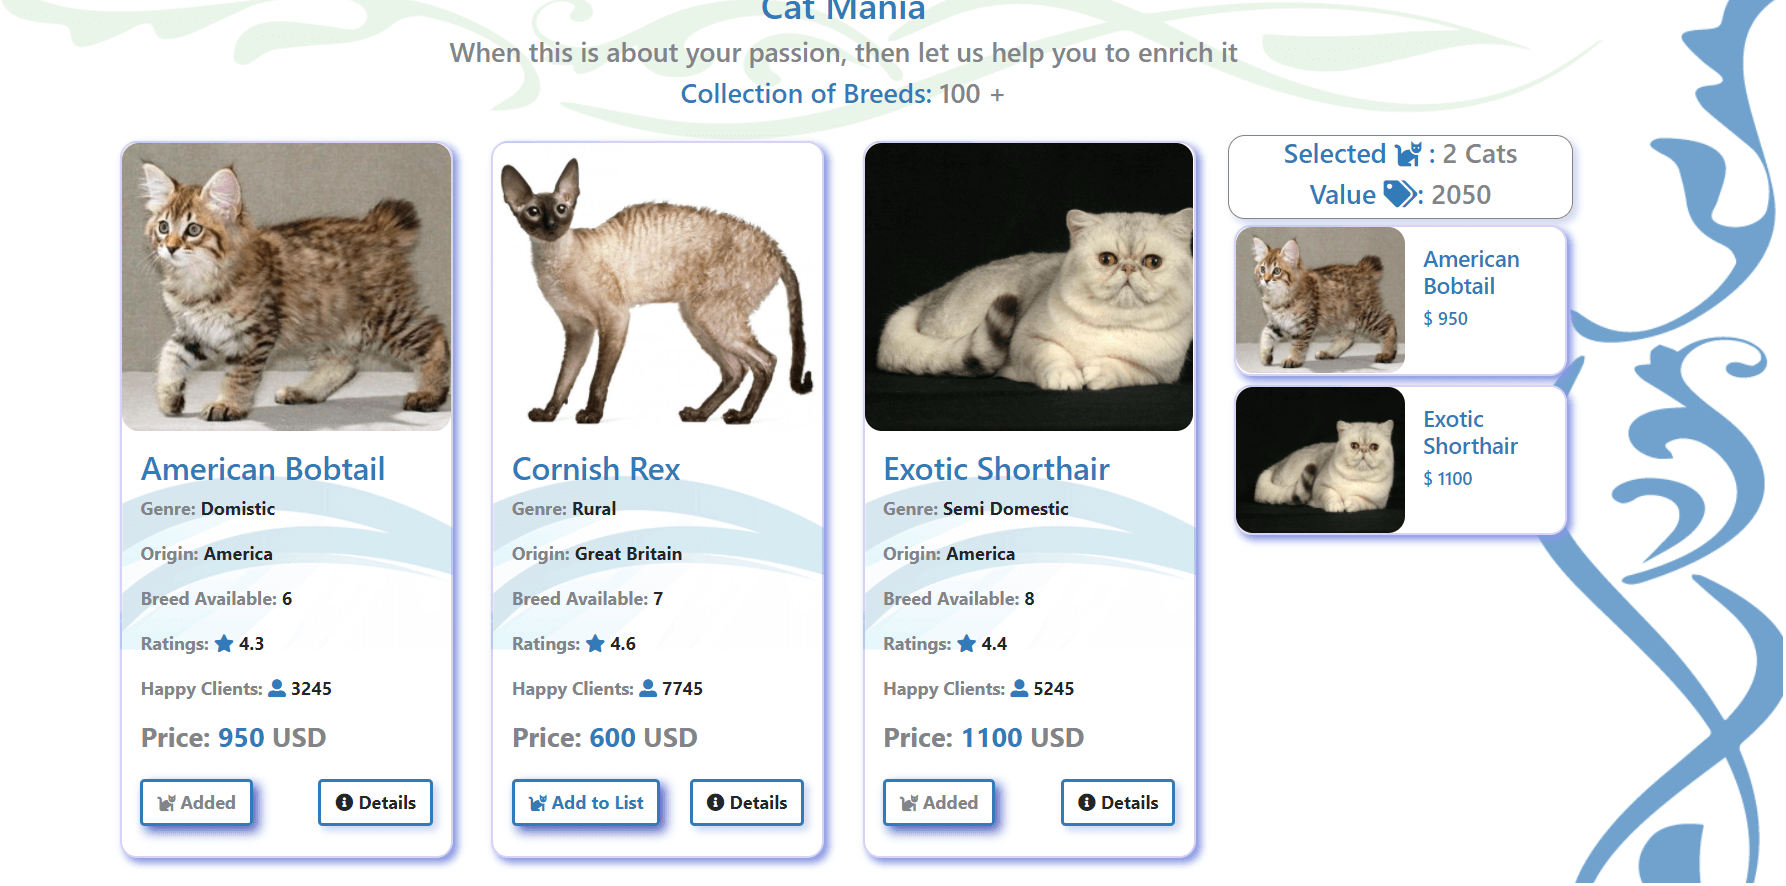 Cat Mania
When this is about your passion, then let us help you to enrich it
Collection of Breeds: 100 +
American Bobtail
Genre: Domistic
Origin: America
Breed Available: 6
Ratings: 4.3
Happy Clients: 3245
Price: 950 USD
Added
Details
Cornish Rex
Genre: Rural
Origin: Great Britain
Breed Available: 7
Ratings: 4.6
Happy Clients: 7745
Price: 600 USD
Add to List
Details
Exotic Shorthair
Genre: Semi Domestic
Origin: America
Breed Available: 8
Ratings: 4.4
Happy Clients: 5245
Price: 1100 USD
Added
Details
Selected : 2 Cats
Value : 2050
American
Bobtail
$ 950
Exotic
Shorthair
$ 1100